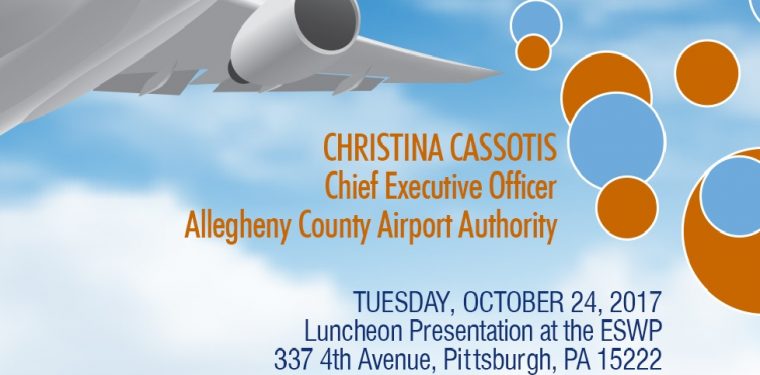 CHRISTINA CASSOTIS
Chief Executive Officer
Allegheny County Airport Authority
TUESDAY, OCTOBER 24, 2017
Luncheon Presentation at the ESWP
337 4th Avenue, Pittsburgh, PA 15222